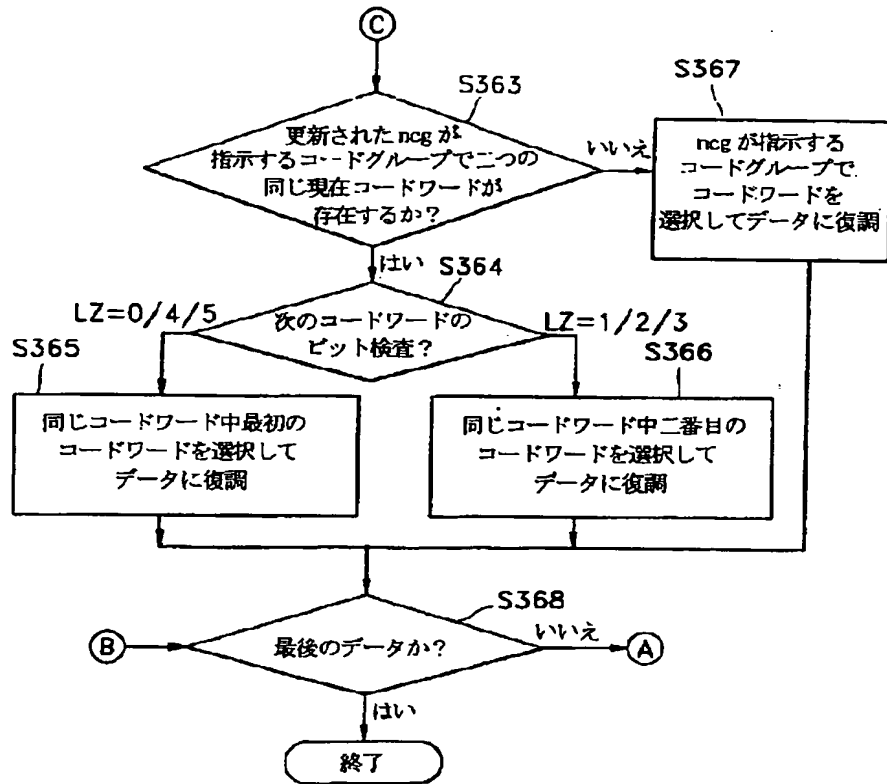 C
S363
更新された ncg が
指示するコードグループで二つの
同じ現在コードワードが
存在するか?
いいえ
S367
ncg が指示する
コードグループで
コードワードを
選択してデータに復調
はい
S364
次のコードワードの
ビット検査?
LZ=0/4/5
LZ=1/2/3
S365
同じコードワード中最初の
コードワードを選択して
データに復調
S366
同じコードワード中二番目の
コードワードを選択して
データに復調
S368
B
最後のデータか?
いいえ
A
はい
終了